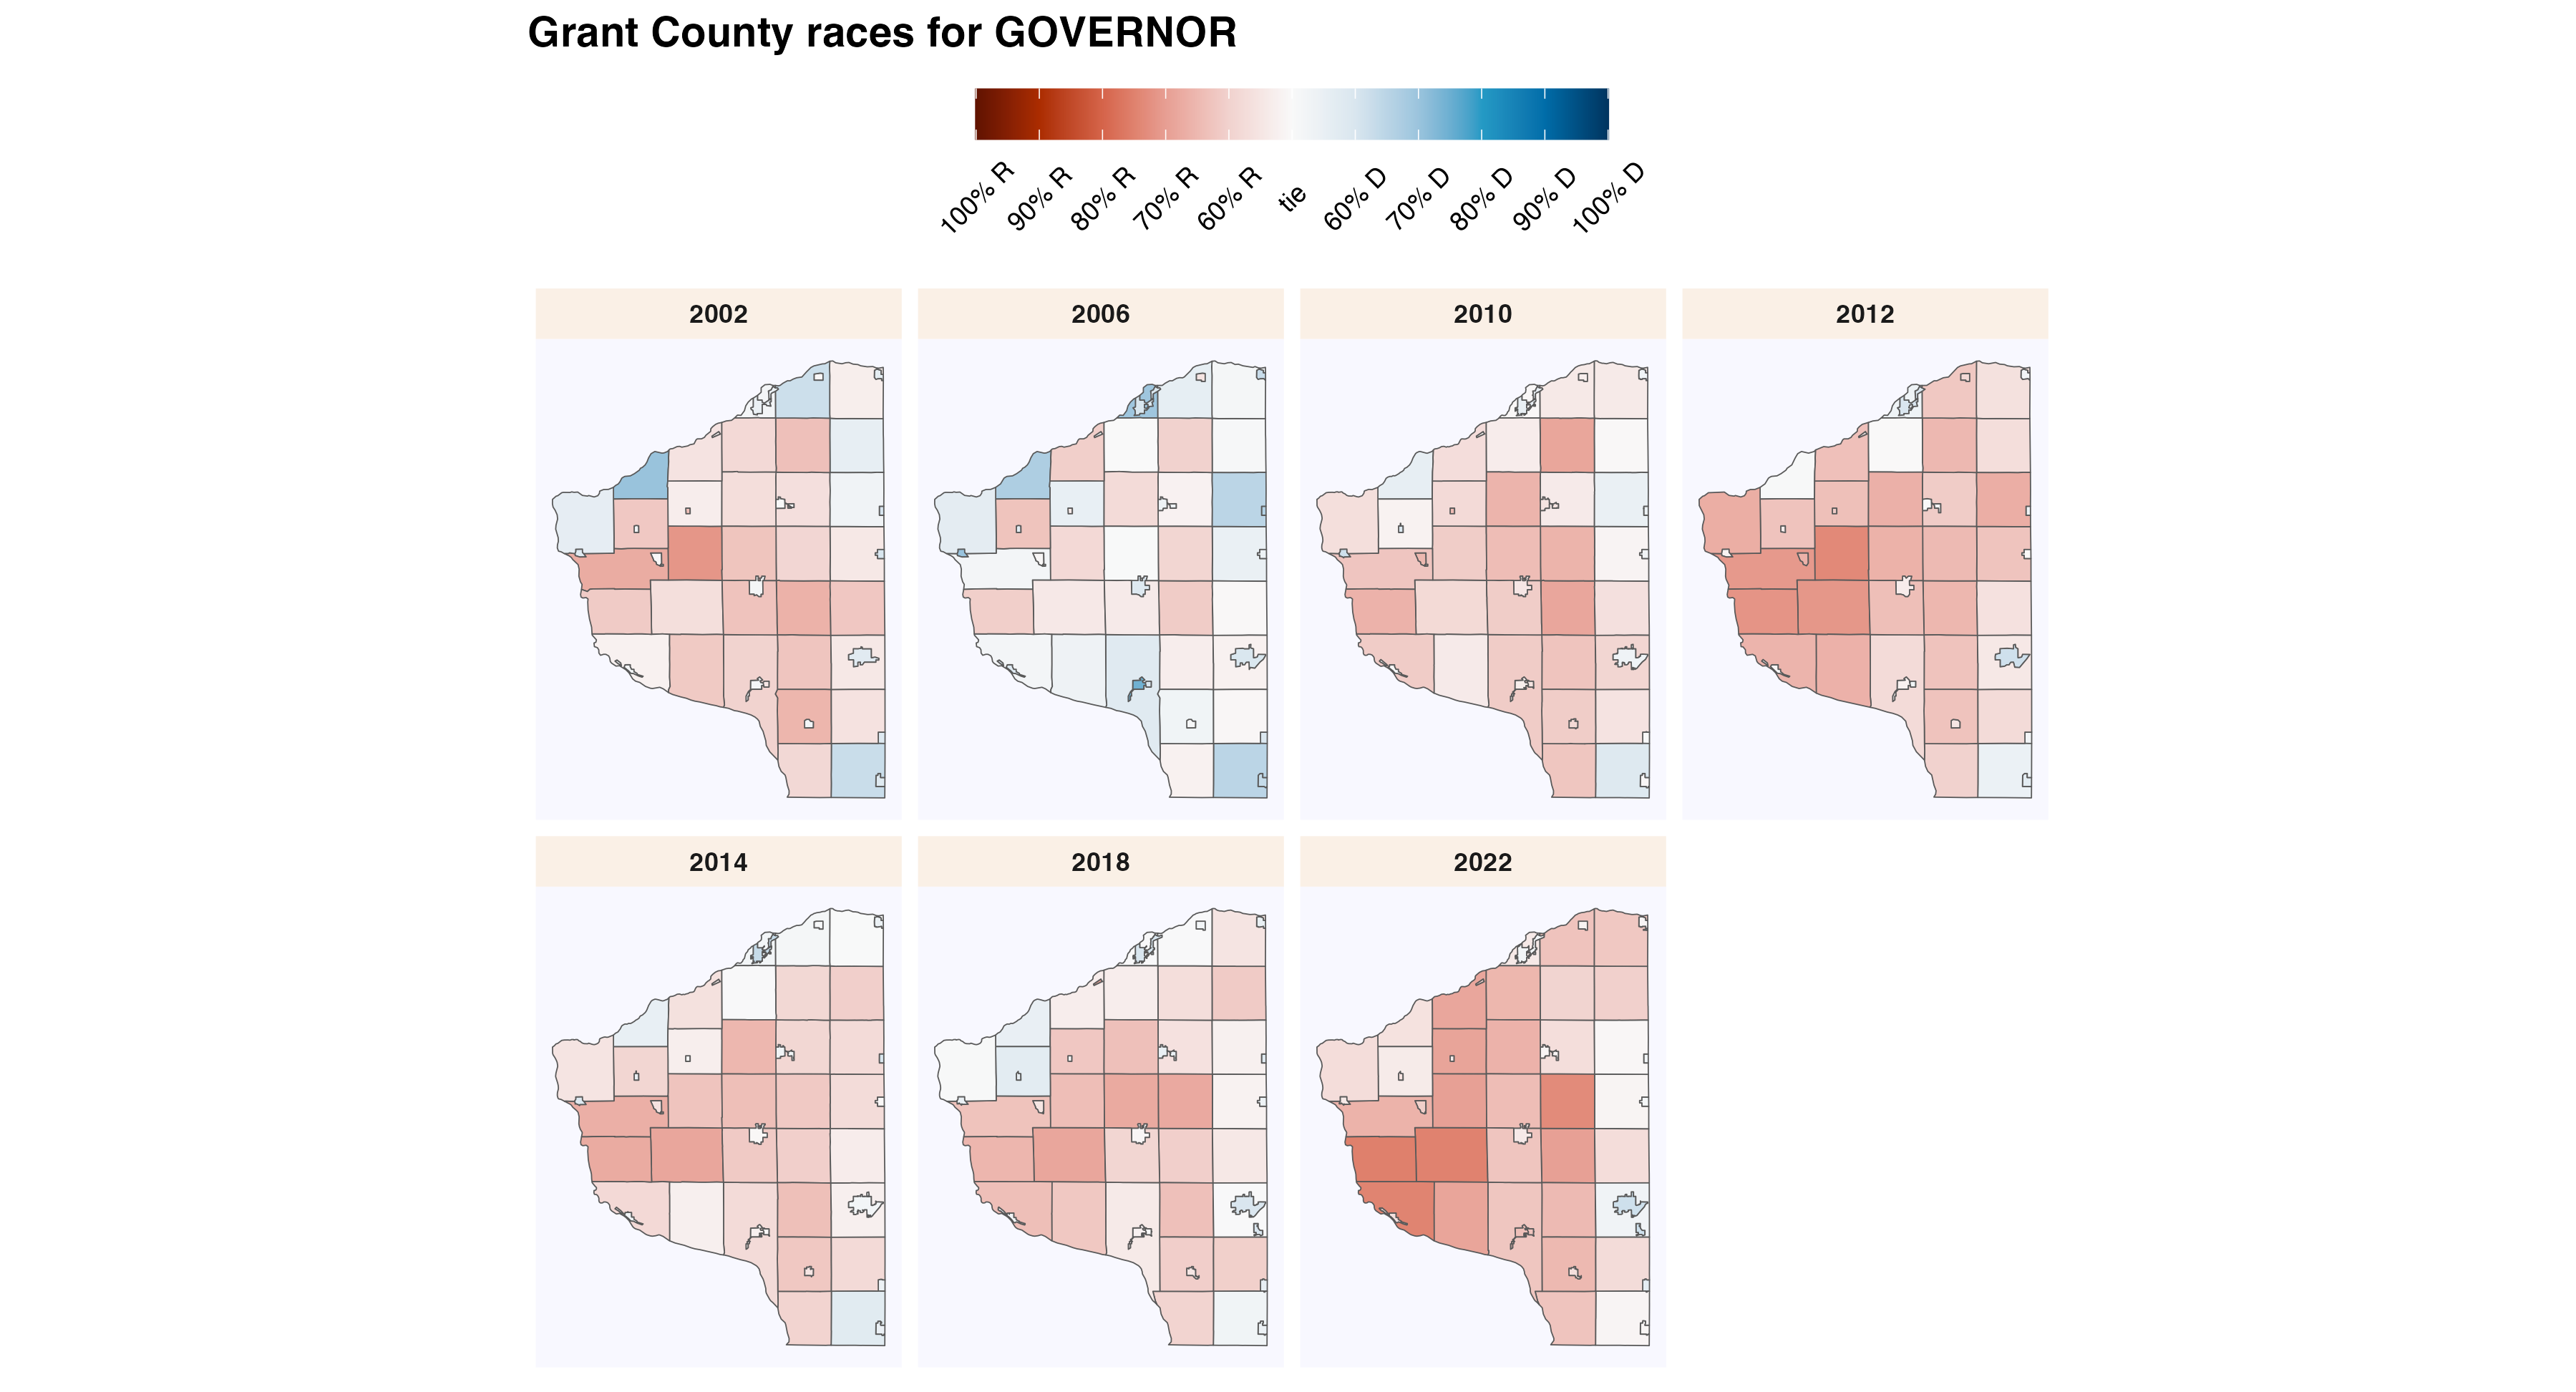 Grant County races for GOVERNOR
100% R
90% R
80% R
70% R
60% R
tie
60% D
70% D
80% D
90% D
100% D
2002
2006
2010
2012
2014
2018
2022